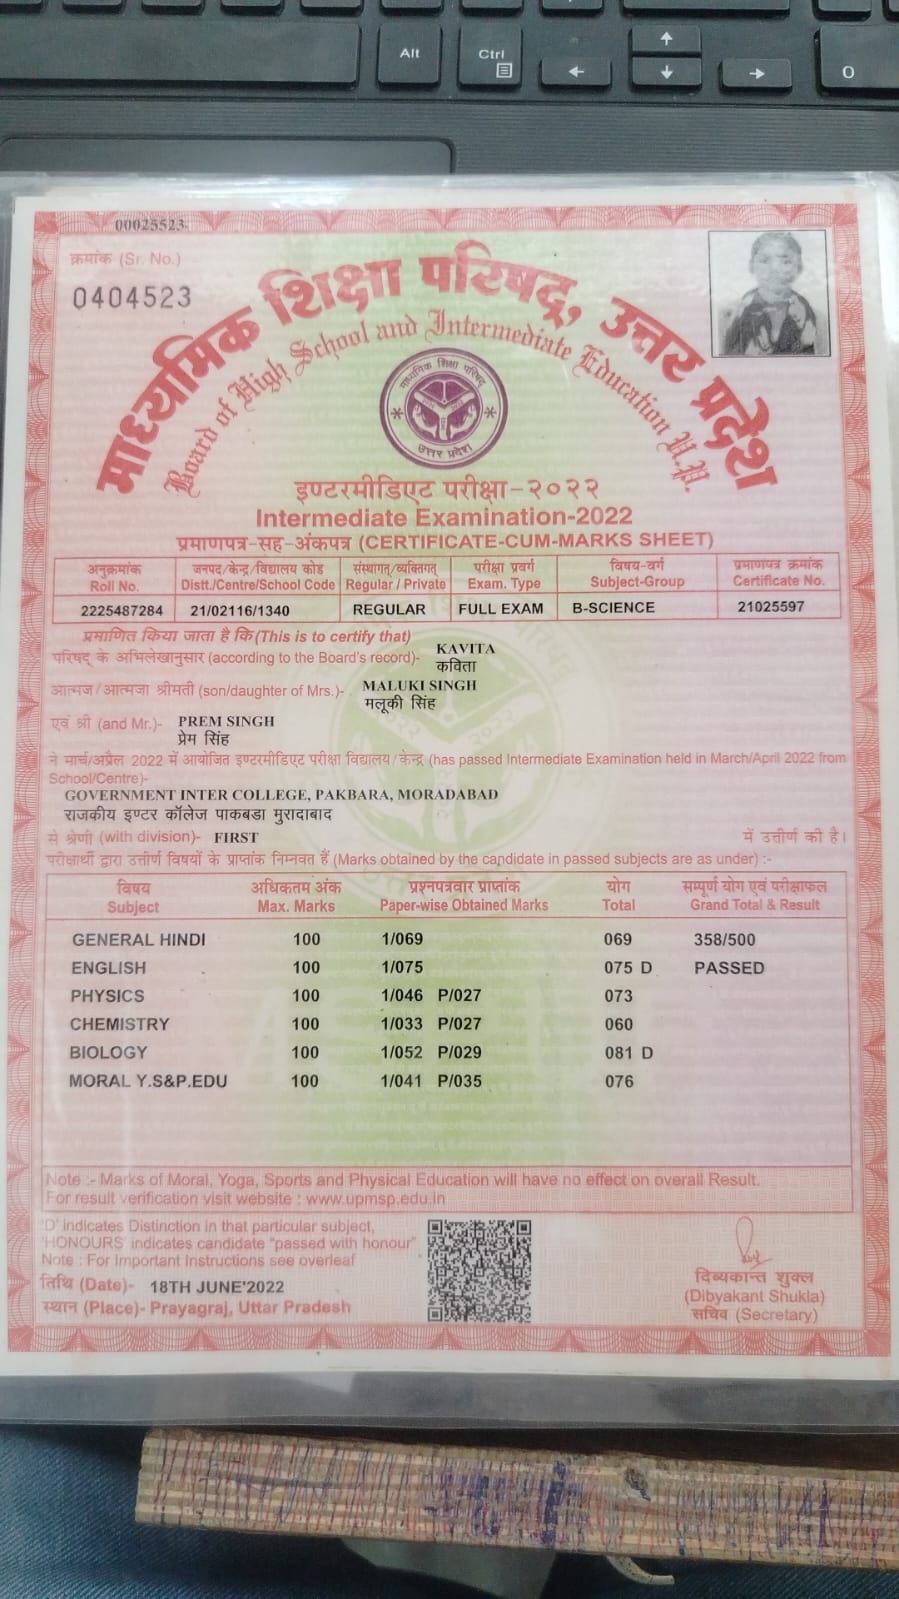 Alt
Ctrl
0
00025523
क्रमांक (Sr. No.)
0404523
माध्यमिक शिक्षा परिषद्, उत्तर प्रदेश
Board of High School and Intermediate Education U.P.
माध्यमिक शिक्षा परिषद्
उत्तर प्रदेश
इण्टरमीडिएट परीक्षा-२०२२
Intermediate Examination-2022
प्रमाणपत्र-सह-अंकपत्र (CERTIFICATE-CUM-MARKS SHEET)
अनुक्रमांक जनपद/केन्द्र/विद्यालय कोड संस्थागत/व्यक्तिगत परीक्षा प्रवर्ग विषय-वर्ग प्रमाणपत्र क्रमांक
Roll No. Distt./Centre/School Code Regular / Private Exam. Type Subject-Group Certificate No.
2225487284 21/02116/1340 REGULAR FULL EXAM B-SCIENCE 21025597
प्रमाणित किया जाता है कि (This is to certify that)
परिषद के अभिलेखानुसार (according to the Board's record)- KAVITA
कविता
आत्मज/आत्मजा श्रीमती (son/daughter of Mrs.)- MALUKI SINGH
मलूकी सिंह
एवं श्री (and Mr.)- PREM SINGH
प्रेम सिंह
ने मार्च/अप्रैल 2022 में आयोजित इण्टरमीडिएट परीक्षा विद्यालय/केन्द्र (has passed Intermediate Examination held in March/April 2022 from
School/Centre)-
GOVERNMENT INTER COLLEGE, PAKBARA, MORADABAD
राजकीय इण्टर कॉलेज पाकबडा मुरादाबाद
से श्रेणी (with division)- FIRST में उत्तीर्ण की है।
परीक्षार्थी द्वारा उत्तीर्ण विषयों के प्राप्तांक निम्नवत हैं (Marks obtained by the candidate in passed subjects are as under) :-
विषय अधिकतम अंक प्रश्नपत्रवार प्राप्तांक योग सम्पूर्ण योग एवं परीक्षाफल
Subject Max. Marks Paper-wise Obtained Marks Total Grand Total & Result
GENERAL HINDI 100 1/069 069 358/500
ENGLISH 100 1/075 075 D PASSED
PHYSICS 100 1/046 P/027 073
CHEMISTRY 100 1/033 P/027 060
BIOLOGY 100 1/052 P/029 081 D
MORAL Y.S&P.EDU 100 1/041 P/035 076
Note :- Marks of Moral, Yoga, Sports and Physical Education will have no effect on overall Result.
For result verification visit website : www.upmsp.edu.in
'D' indicates Distinction in that particular subject,
'HONOURS' indicates candidate "passed with honour"
Note : For Important Instructions see overleaf
तिथि (Date)- 18TH JUNE'2022
स्थान (Place)- Prayagraj, Uttar Pradesh
दिब्यकान्त शुक्ल
(Dibyakant Shukla)
सचिव (Secretary)